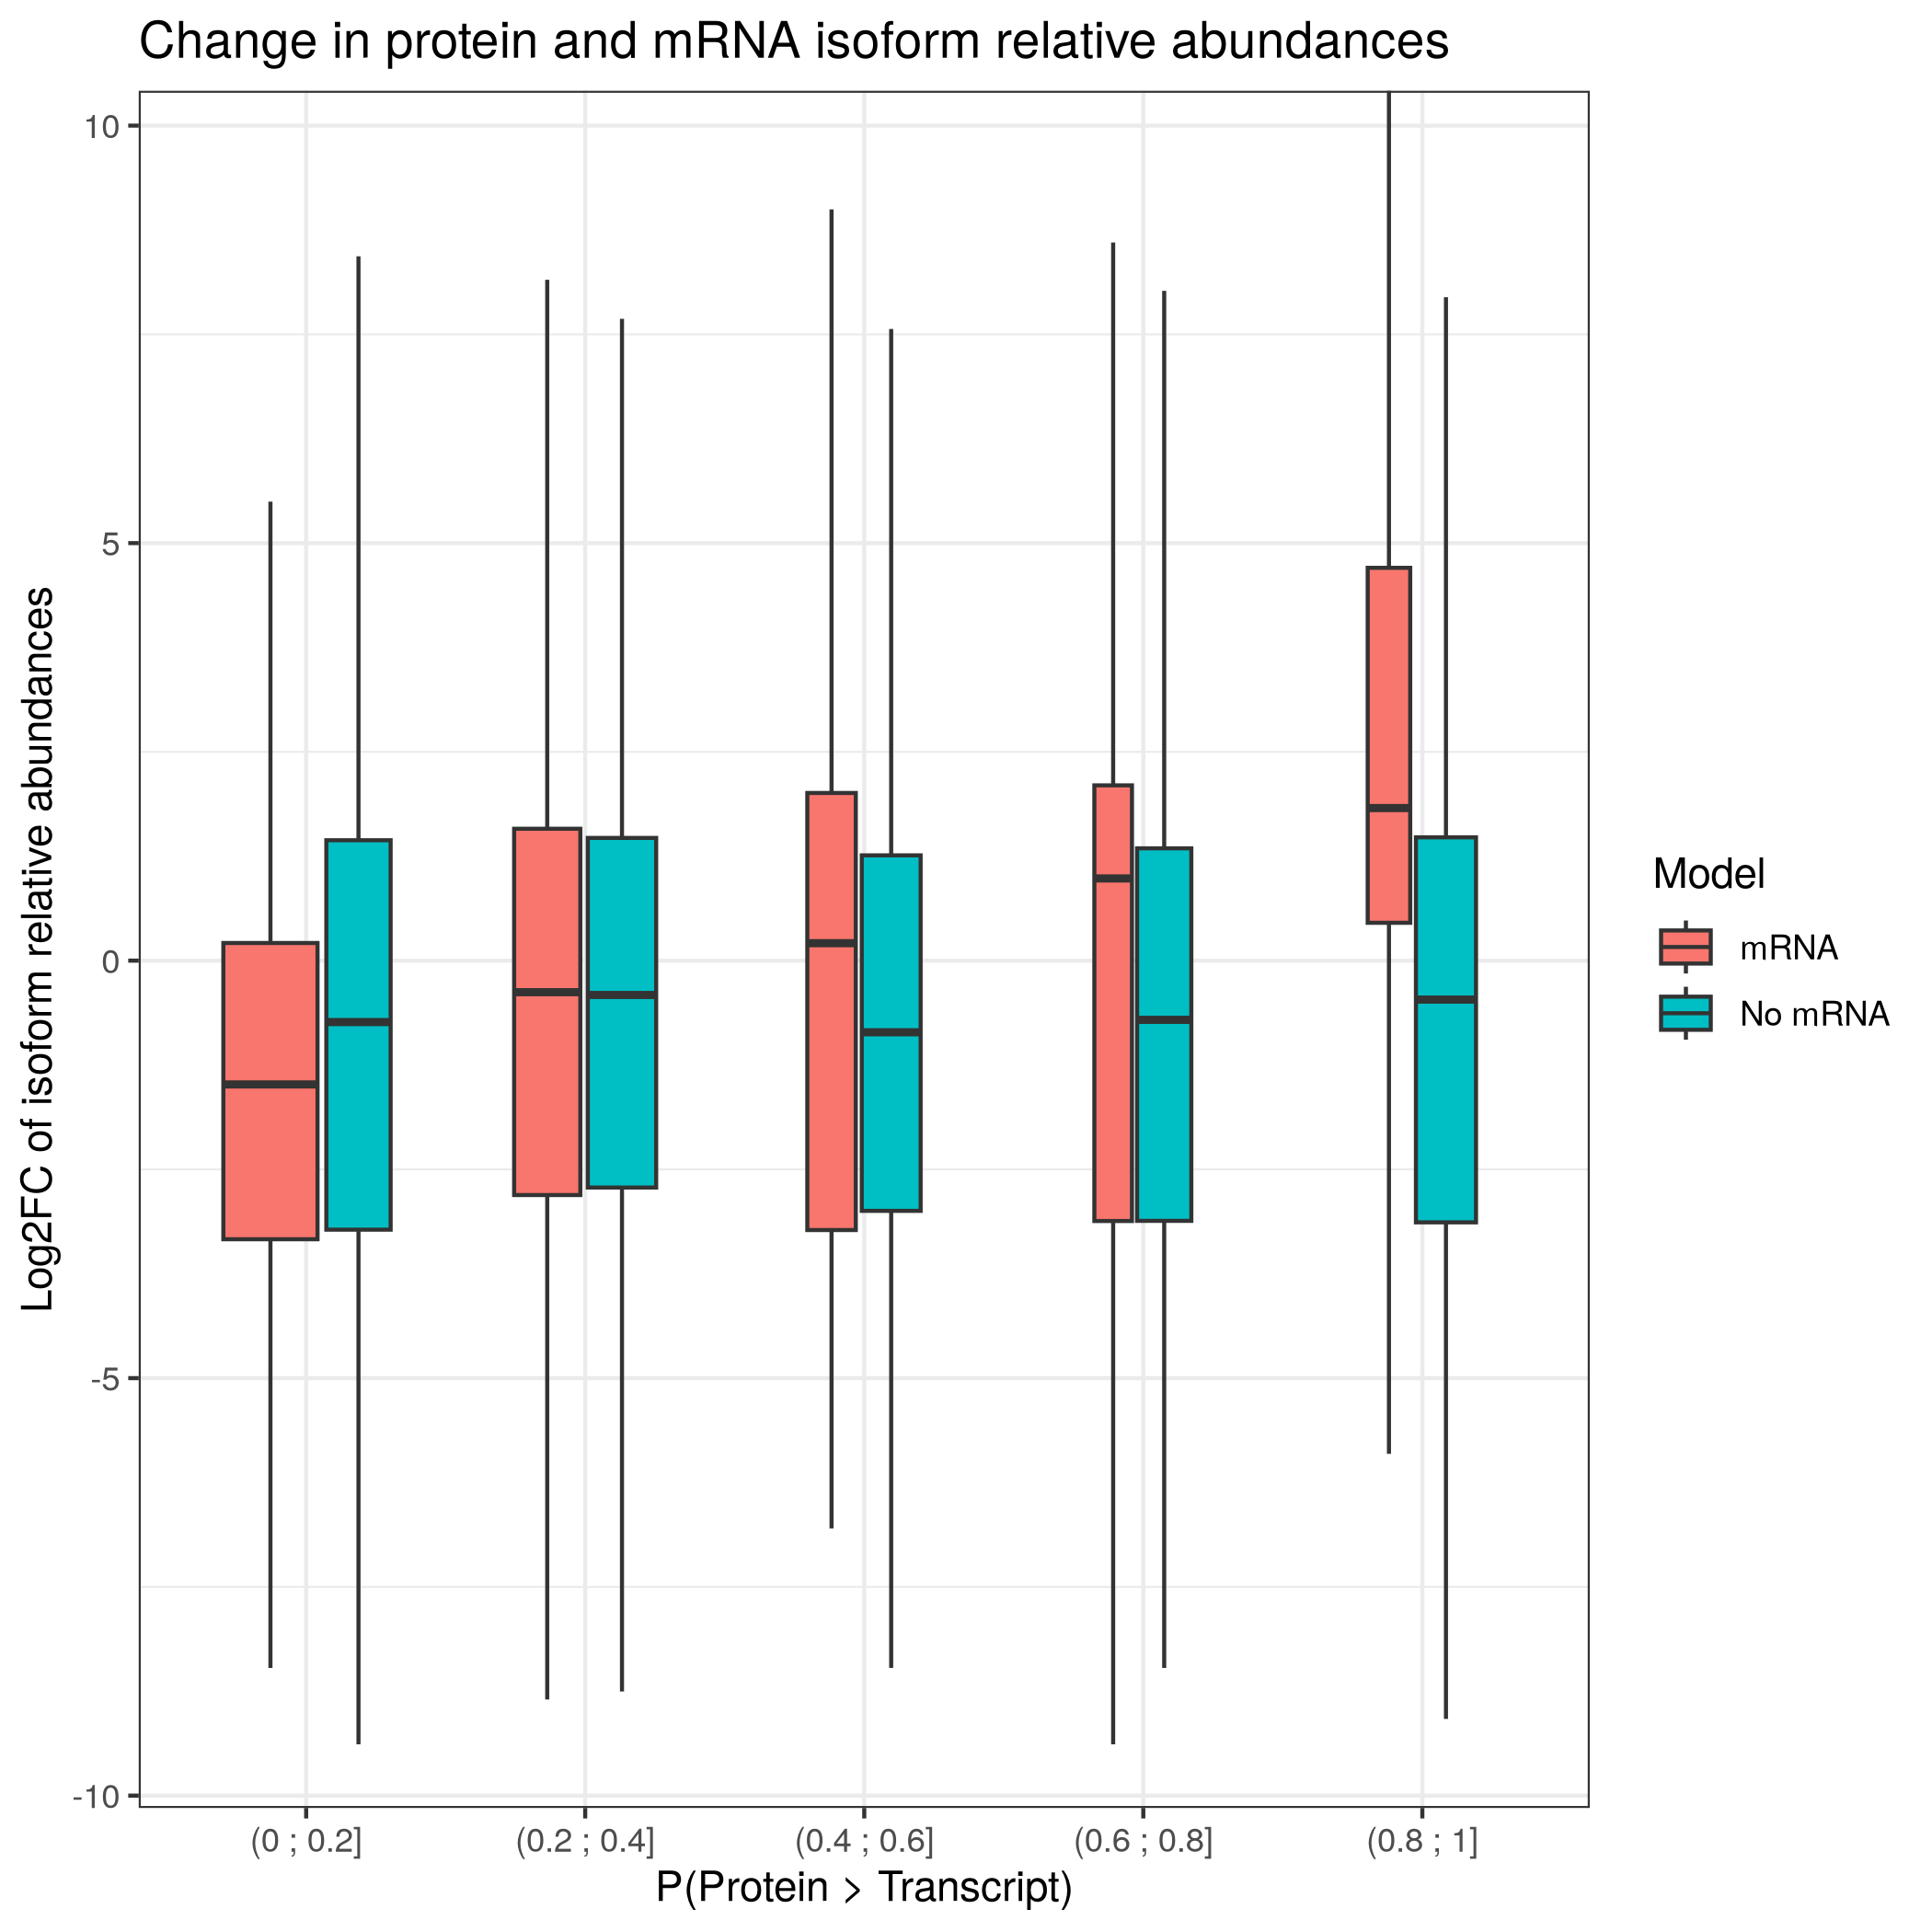 Change in protein and mRNA isoform relative abundances
Log2FC of isoform relative abundances
10
5
0
-5
-10
(0 ; 0.2]
(0.2 ; 0.4]
(0.4 ; 0.6]
(0.6 ; 0.8]
(0.8 ; 1]
P(Protein > Transcript)
Model
mRNA
No mRNA